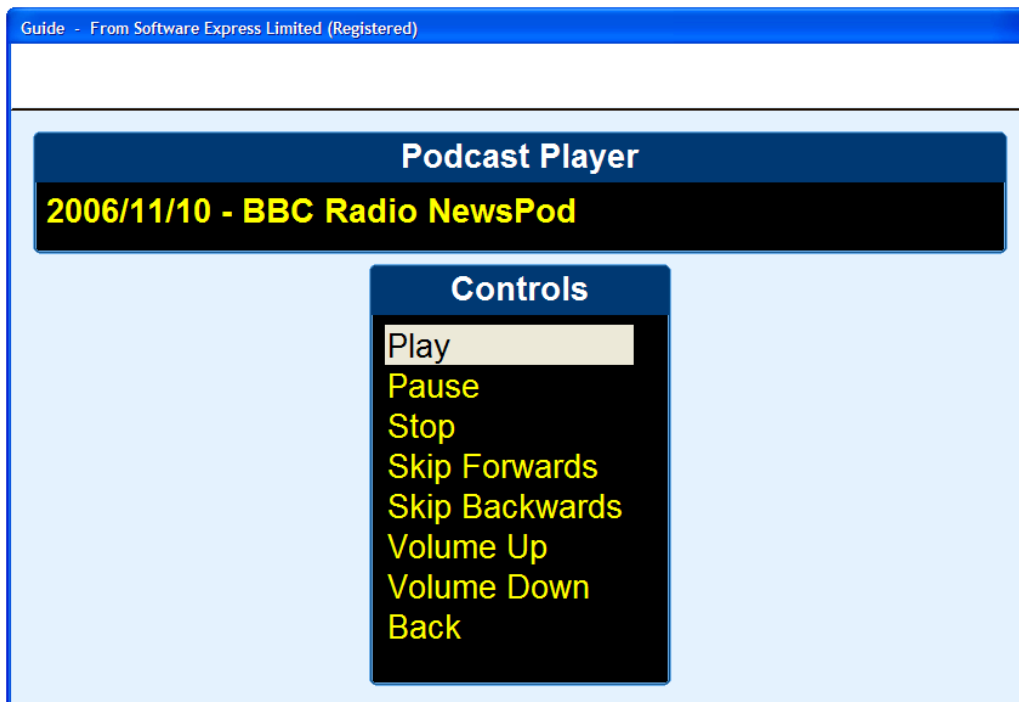 Guide - From Software Express Limited (Registered)
Podcast Player
2006/11/10 - BBC Radio NewsPod
Controls
Play
Pause
Stop
Skip Forwards
Skip Backwards
Volume Up
Volume Down
Back